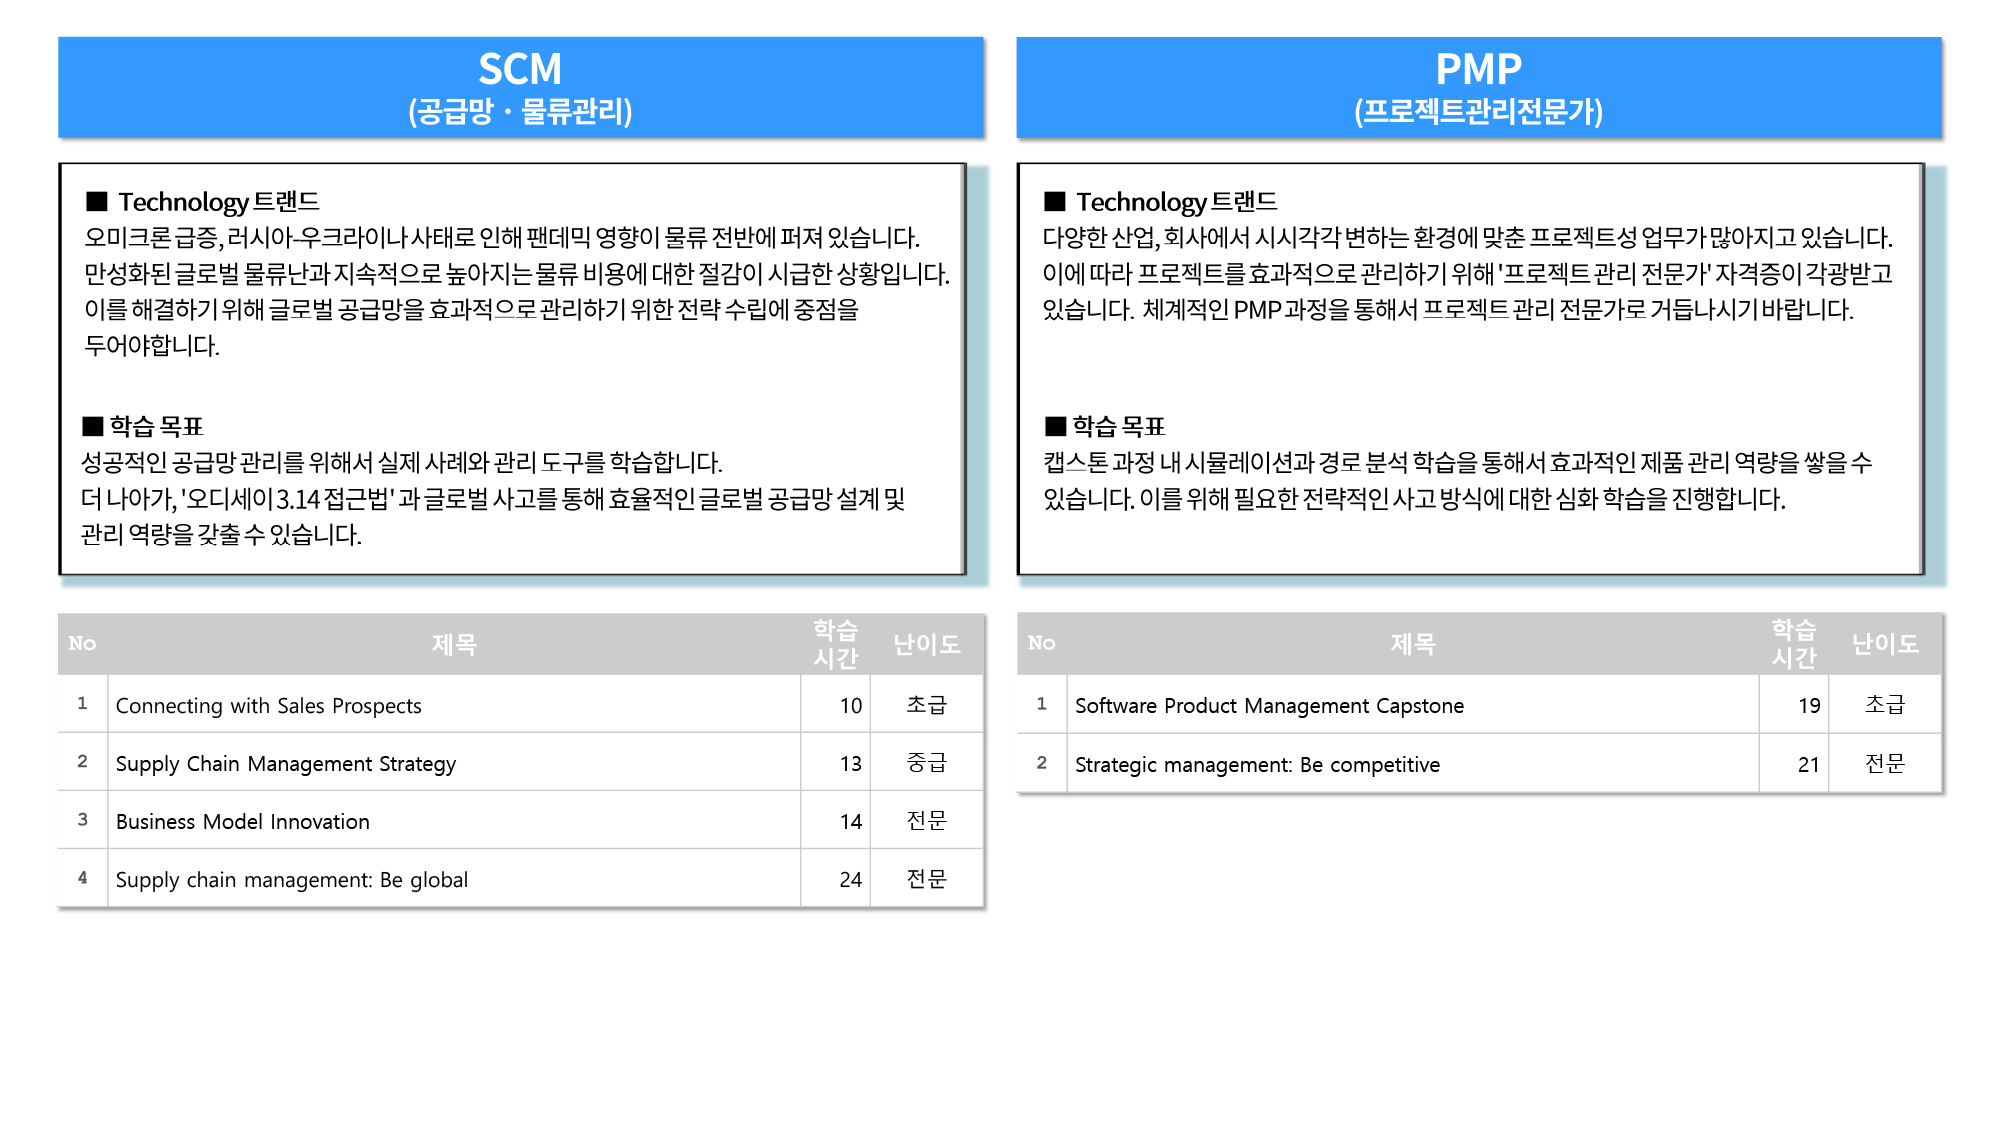 SCM
(공급망 · 물류관리)
■ Technology 트랜드
오미크론 급증, 러시아-우크라이나 사태로 인해 팬데믹 영향이 물류 전반에 퍼져 있습니다.
만성화된 글로벌 물류난과 지속적으로 높아지는 물류 비용에 대한 절감이 시급한 상황입니다.
이를 해결하기 위해 글로벌 공급망을 효과적으로 관리하기 위한 전략 수립에 중점을
두어야합니다.
■ 학습 목표
성공적인 공급망 관리를 위해서 실제 사례와 관리 도구를 학습합니다.
더 나아가, '오디세이 3.14 접근법' 과 글로벌 사고를 통해 효율적인 글로벌 공급망 설계 및
관리 역량을 갖출 수 있습니다.
No 제목 학습 시간 난이도
1 Connecting with Sales Prospects 10 초급
2 Supply Chain Management Strategy 13 중급
3 Business Model Innovation 14 전문
4 Supply chain management: Be global 24 전문
PMP
(프로젝트관리전문가)
■ Technology 트랜드
다양한 산업, 회사에서 시시각각 변하는 환경에 맞춘 프로젝트성 업무가 많아지고 있습니다.
이에 따라 프로젝트를 효과적으로 관리하기 위해 '프로젝트 관리 전문가' 자격증이 각광받고
있습니다. 체계적인 PMP 과정을 통해서 프로젝트 관리 전문가로 거듭나시기 바랍니다.
■ 학습 목표
캡스톤 과정 내 시뮬레이션과 경로 분석 학습을 통해서 효과적인 제품 관리 역량을 쌓을 수
있습니다. 이를 위해 필요한 전략적인 사고 방식에 대한 심화 학습을 진행합니다.
No 제목 학습 시간 난이도
1 Software Product Management Capstone 19 초급
2 Strategic management: Be competitive 21 전문